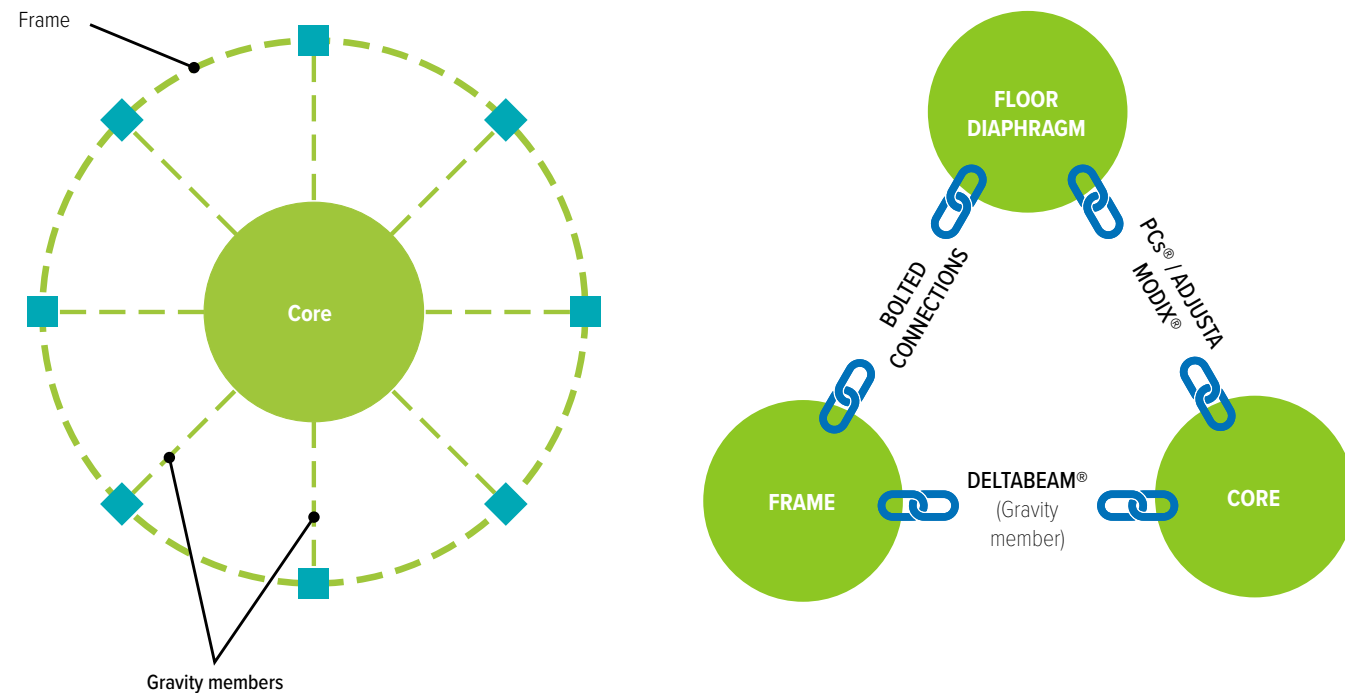 Frame
Core
Gravity members
FLOOR
DIAPHRAGM
BOLTED
CONNECTIONS
PCs® / ADJUSTA
MODIX®
FRAME
DELTABEAM®
(Gravity
member)
CORE